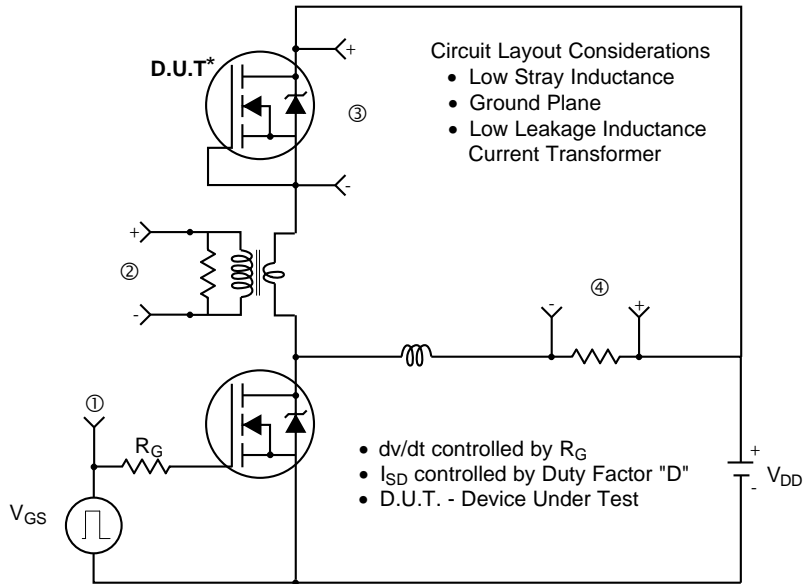 D.U.T*
+
③
-
Circuit Layout Considerations
• Low Stray Inductance
• Ground Plane
• Low Leakage Inductance
Current Transformer
+
②
-
④
-
+
①
RG
VGS
• dv/dt controlled by RG
• ISD controlled by Duty Factor "D"
• D.U.T. - Device Under Test
+
-
VDD